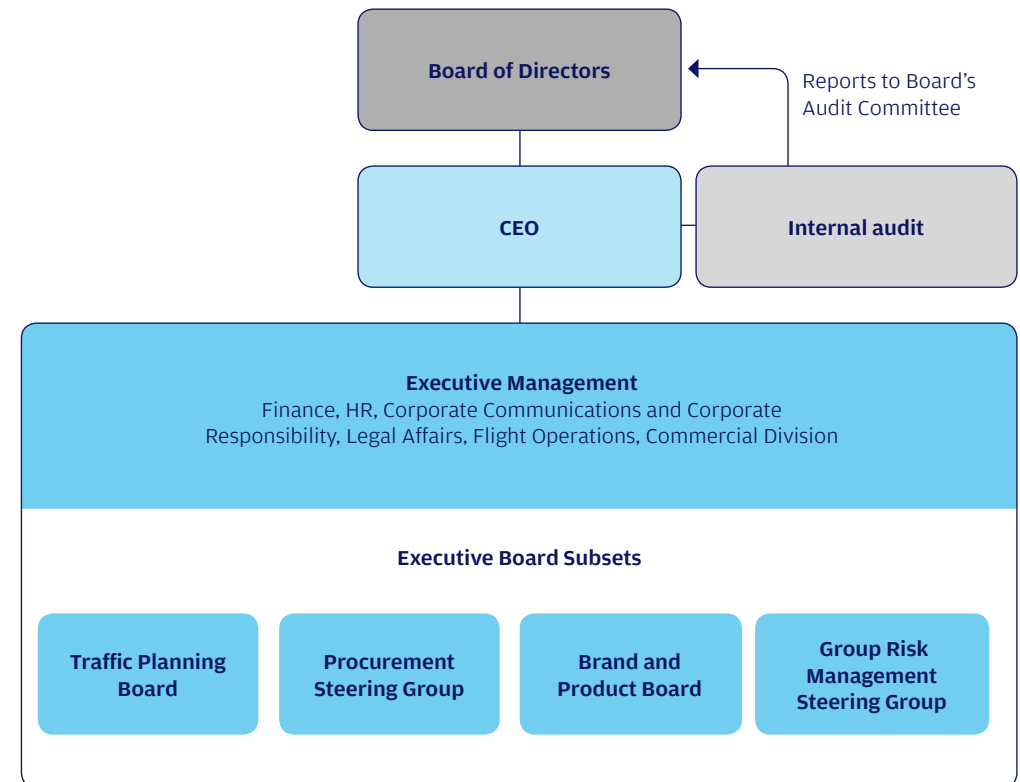 Board of Directors
Reports to Board’s
Audit Committee
CEO
Internal audit
Executive Management
Finance, HR, Corporate Communications and Corporate
Responsibility, Legal Affairs, Flight Operations, Commercial Division
Executive Board Subsets
Traffic Planning
Board
Procurement
Steering Group
Brand and
Product Board
Group Risk
Management
Steering Group